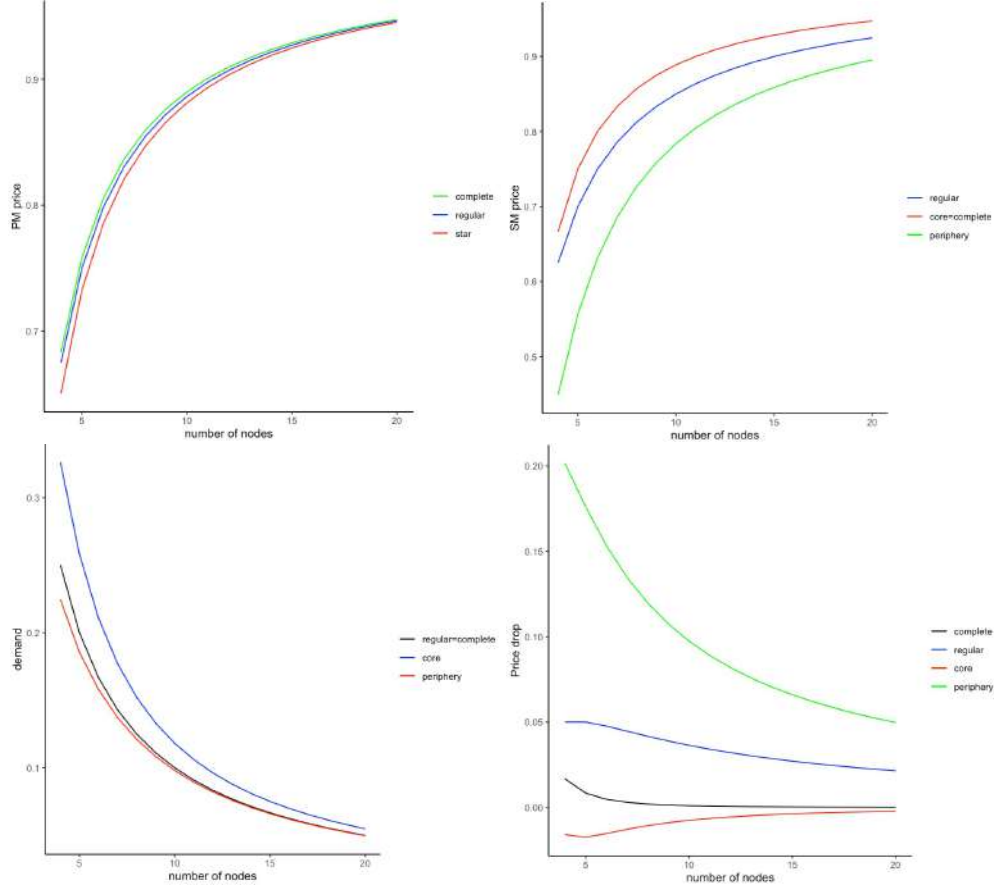 PM price
0.9
0.8
0.7
5 10 15 20
number of nodes
complete
regular
star
SM price
0.9
0.8
0.7
0.6
0.5
5 10 15 20
number of nodes
regular
core=complete
periphery
demand
0.3
0.2
0.1
5 10 15 20
number of nodes
regular=complete
core
periphery
Price drop
0.20
0.15
0.10
0.05
0.00
5 10 15 20
number of nodes
complete
regular
core
periphery